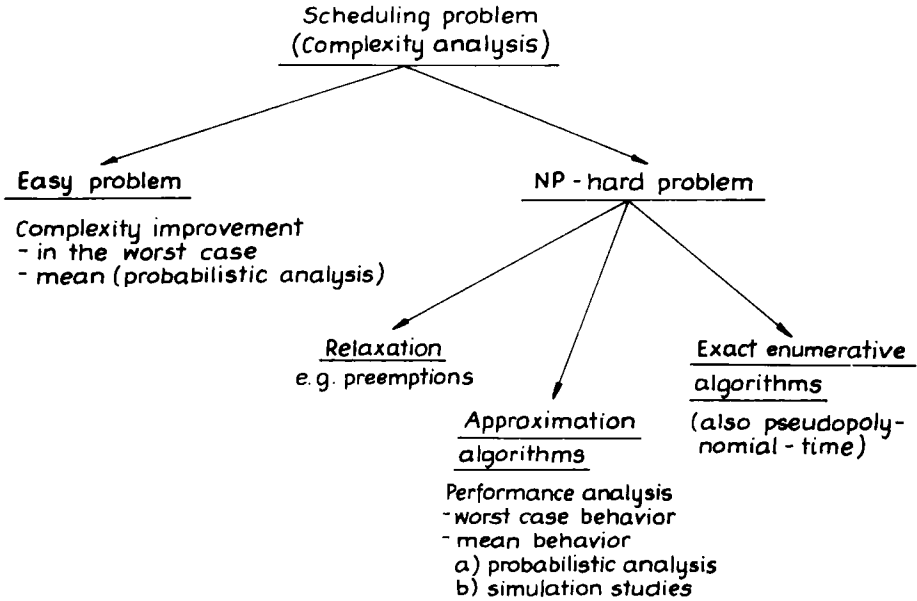 Scheduling problem
(Complexity analysis)
Easy problem
Complexity improvement
- in the worst case
- mean (probabilistic analysis)
NP - hard problem
Relaxation
e.g. preemptions
Approximation
algorithms
Performance analysis
- worst case behavior
- mean behavior
a) probabilistic analysis
b) simulation studies
Exact enumerative
algorithms
(also pseudopoly-
nomial - time)